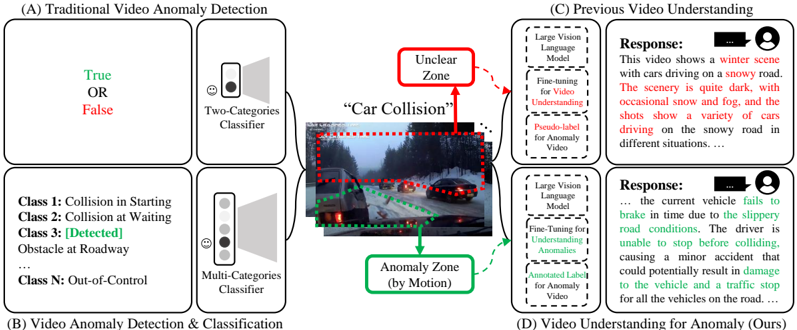 (A) Traditional Video Anomaly Detection
True
OR
False
Two-Categories
Classifier
Class 1: Collision in Starting
Class 2: Collision at Waiting
Class 3: [Detected]
Obstacle at Roadway
…
Class N: Out-of-Control
Multi-Categories
Classifier
(B) Video Anomaly Detection & Classification
Unclear
Zone
“Car Collision”
Anomaly Zone
(by Motion)
(C) Previous Video Understanding
Large Vision
Language
Model
Fine-tuning
for Video
Understanding
Pseudo-label
for Anomaly
Video
Response:
...
This video shows a winter scene
with cars driving on a snowy road.
The scenery is quite dark, with
occasional snow and fog, and the
shots show a variety of cars
driving on the snowy road in
different situations. …
Large Vision
Language
Model
Fine-Tuning for
Understanding
Anomalies
Annotated Label
for Anomaly
Video
Response:
...
… the current vehicle fails to
brake in time due to the slippery
road conditions. The driver is
unable to stop before colliding,
causing a minor accident that
could potentially result in damage
to the vehicle and a traffic stop
for all the vehicles on the road. …
(D) Video Understanding for Anomaly (Ours)